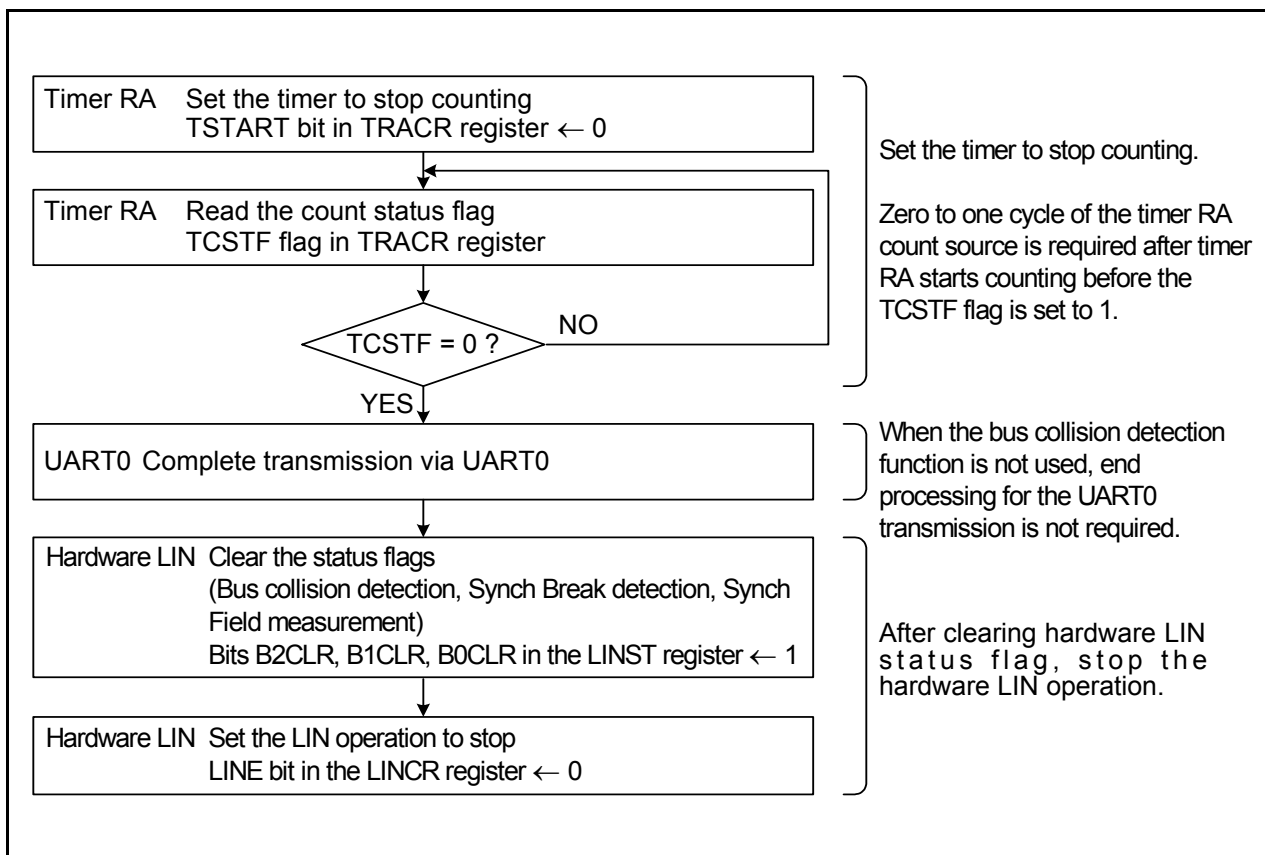 Timer RA Set the timer to stop counting
TSTART bit in TRACR register ← 0
Timer RA Read the count status flag
TCSTF flag in TRACR register
TCSTF = 0 ?
NO
YES
Set the timer to stop counting.
Zero to one cycle of the timer RA
count source is required after timer
RA starts counting before the
TCSTF flag is set to 1.
UART0 Complete transmission via UART0
When the bus collision detection
function is not used, end
processing for the UART0
transmission is not required.
Hardware LIN Clear the status flags
(Bus collision detection, Synch Break detection, Synch
Field measurement)
Bits B2CLR, B1CLR, B0CLR in the LINST register ← 1
Hardware LIN Set the LIN operation to stop
LINE bit in the LINCR register ← 0
After clearing hardware LIN
status flag, stop the
hardware LIN operation.